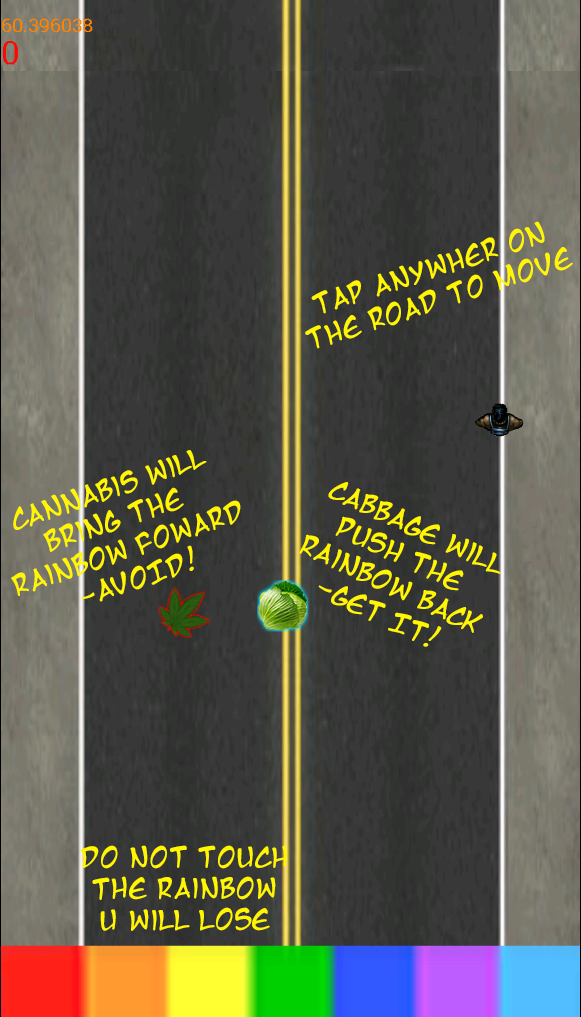 60.396038
0
TAP ANYWHER ON
THE ROAD TO MOVE
CANNABIS WILL
BRING THE
RAINBOW FOWARD
-AVOID!
CABBAGE WILL
PUSH THE
RAINBOW BACK
-GET IT!
DO NOT TOUCH
THE RAINBOW
U WILL LOSE